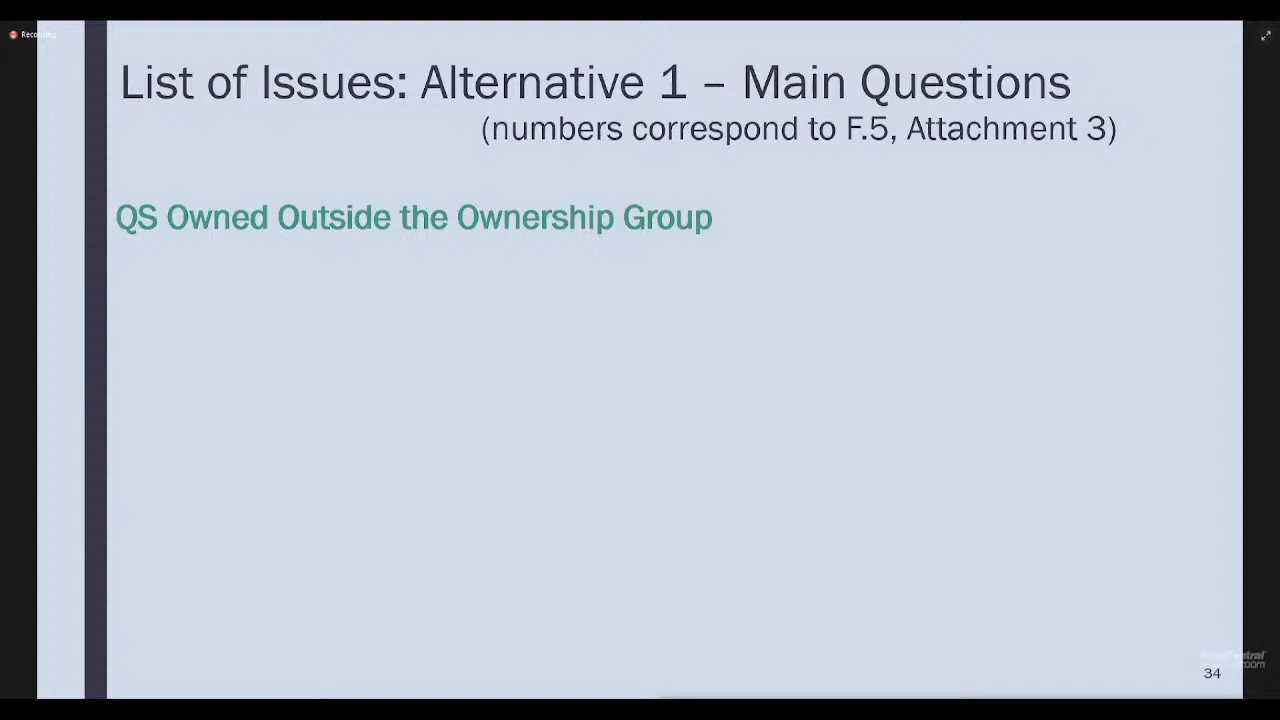 Recording
List of Issues: Alternative 1 – Main Questions
(numbers correspond to F.5, Attachment 3)
QS Owned Outside the Ownership Group
34